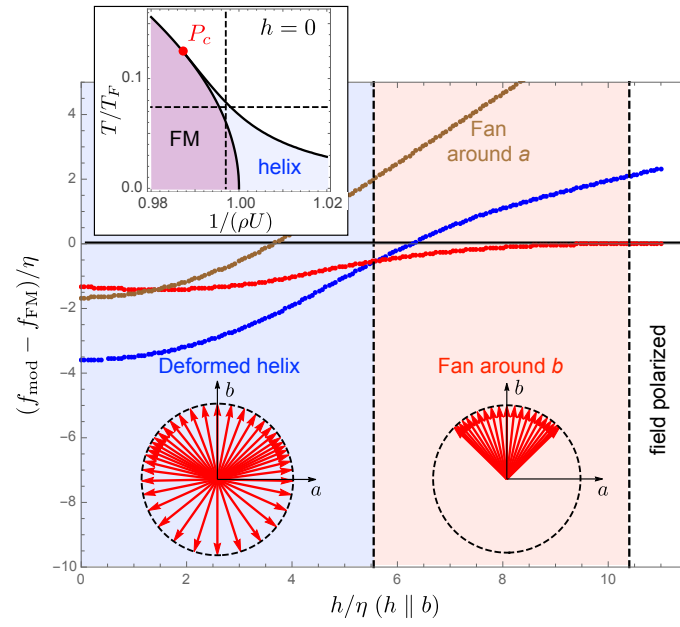 P_c
h = 0
T/T_F
0.1
0.0
FM
helix
0.98
1.00
1.02
1/(ρU)
Fan
around a
(f_mod − f_FM)/η
4
2
0
−2
−4
−6
−8
−10
Deformed helix
Fan around b
b
a
b
a
field polarized
0
2
4
6
8
10
h/η (h ∥ b)